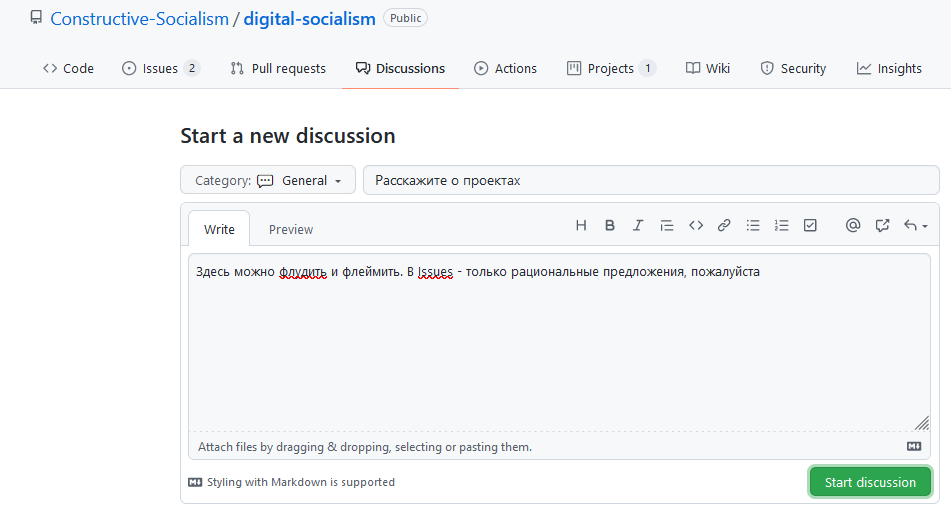 Constructive-Socialism / digital-socialism Public
Code Issues 2 Pull requests Discussions Actions Projects 1 Wiki Security Insights
Start a new discussion
Category: General Расскажите о проектах
Write Preview
Здесь можно флудить и флеймить. В Issues - только рациональные предложения, пожалуйста
Attach files by dragging & dropping, selecting or pasting them.
Styling with Markdown is supported Start discussion